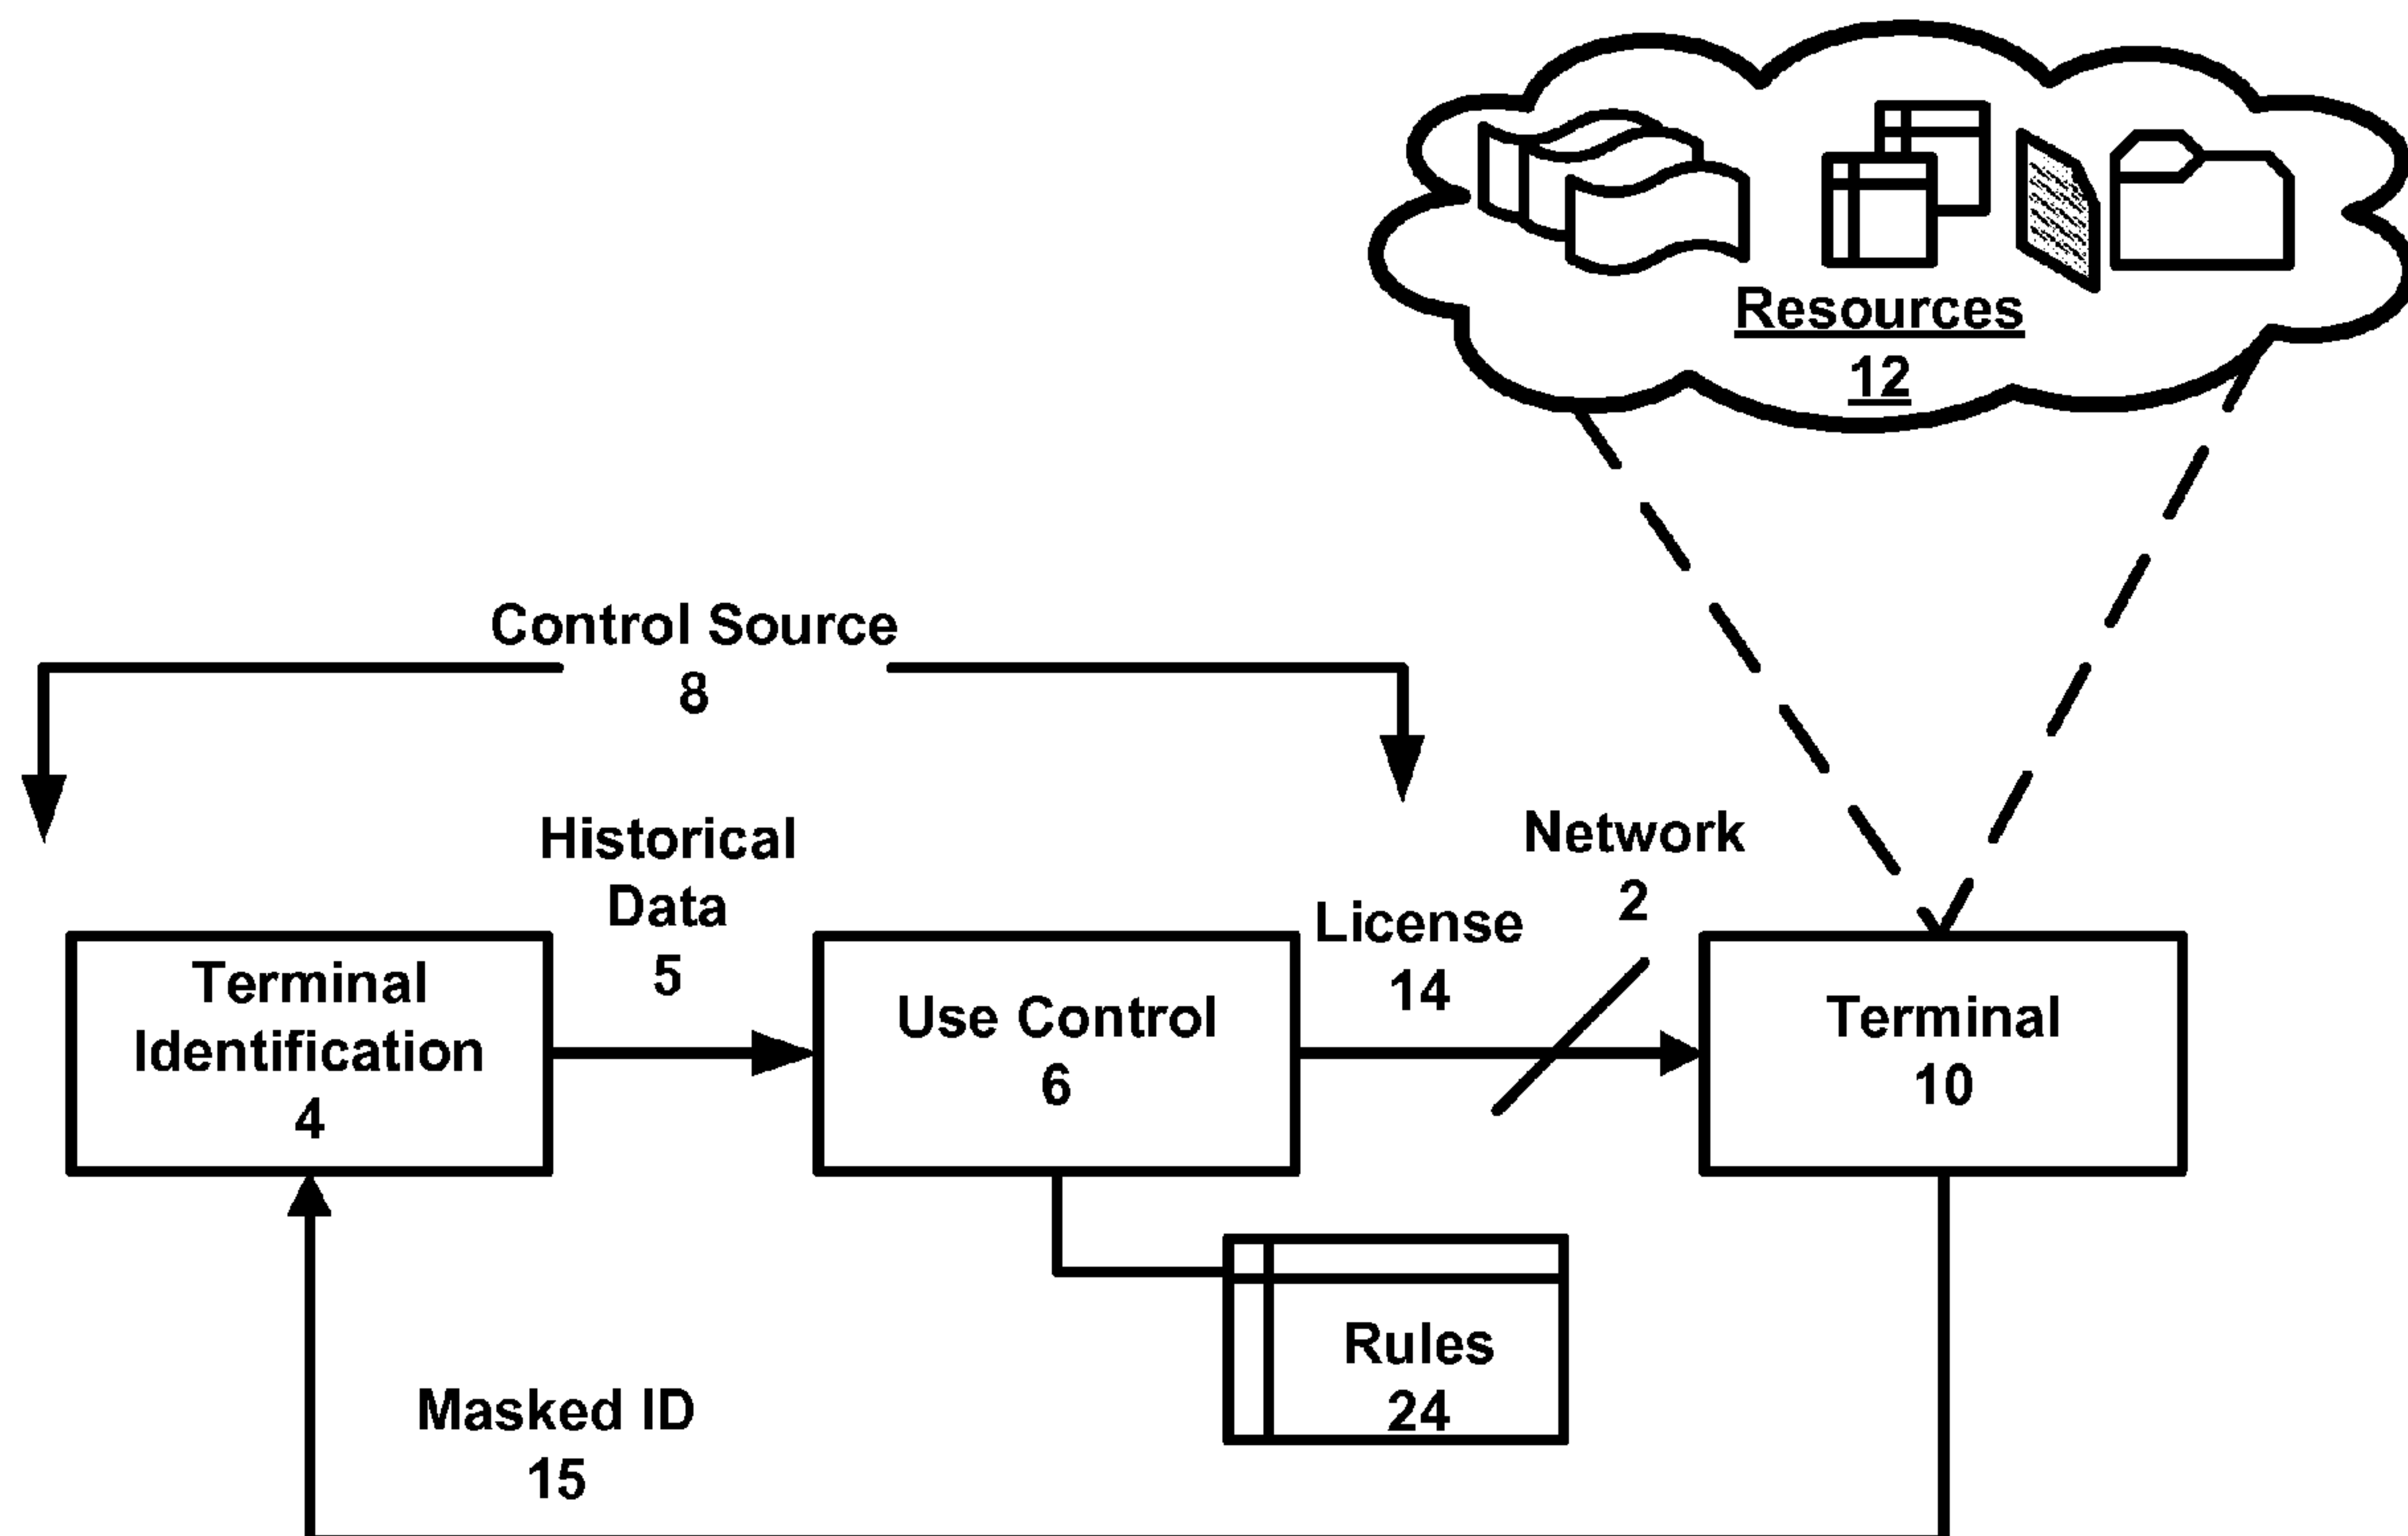 Resources
12
Control Source
8
Historical
Data
5
Network
2
License
14
Terminal
Identification
4
Use Control
6
Terminal
10
Rules
24
Masked ID
15